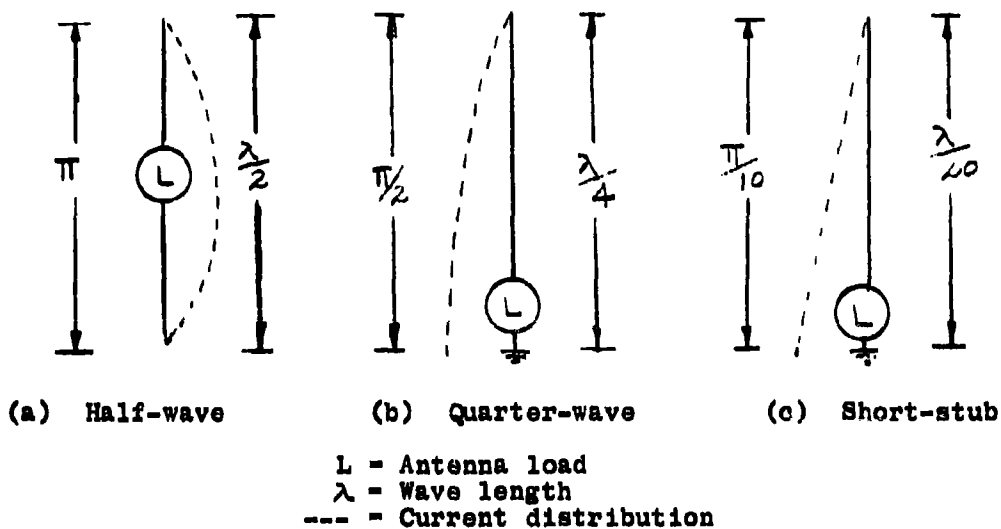 π
L
λ/2
π/2
L
λ/4
π/10
L
λ/20
(a) Half-wave
(b) Quarter-wave
(c) Short-stub
L = Antenna load
λ = Wave length
--- = Current distribution